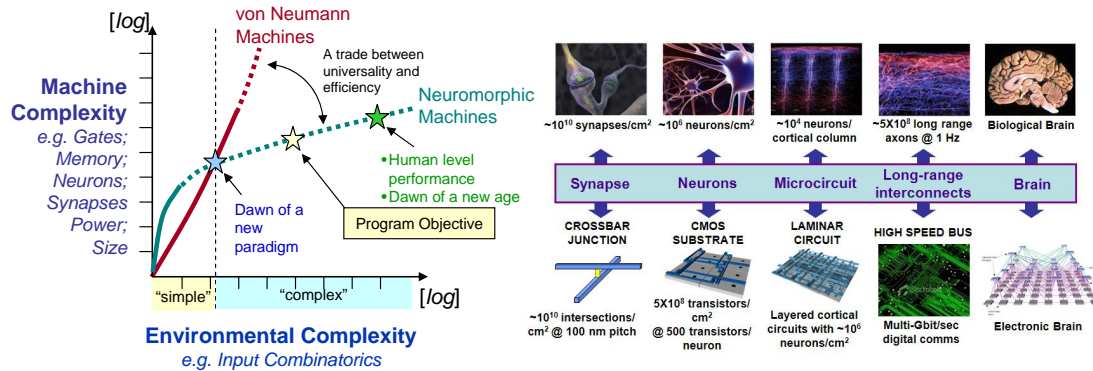 [log]
von Neumann
Machines
A trade between
universality and
efficiency
Machine
Complexity
e.g. Gates;
Memory;
Neurons;
Synapses
Power;
Size
Neuromorphic
Machines
•Human level
performance
•Dawn of a new age
Dawn of a
new
paradigm
Program Objective
"simple"
"complex"
[log]
Environmental Complexity
e.g. Input Combinatorics
~10¹⁰ synapses/cm²
~10⁶ neurons/cm²
~10⁴ neurons/
cortical column
~5X10⁸ long range
axons @ 1 Hz
Biological Brain
Synapse
Neurons
Microcircuit
Long-range
interconnects
Brain
CROSSBAR
JUNCTION
~10¹⁰ intersections/
cm² @ 100 nm pitch
CMOS
SUBSTRATE
5X10⁸ transistors/
cm²
@ 500 transistors/
neuron
LAMINAR
CIRCUIT
Layered cortical
circuits with ~10⁶
neurons/cm²
HIGH SPEED BUS
Multi-Gbit/sec
digital comms
Electronic Brain